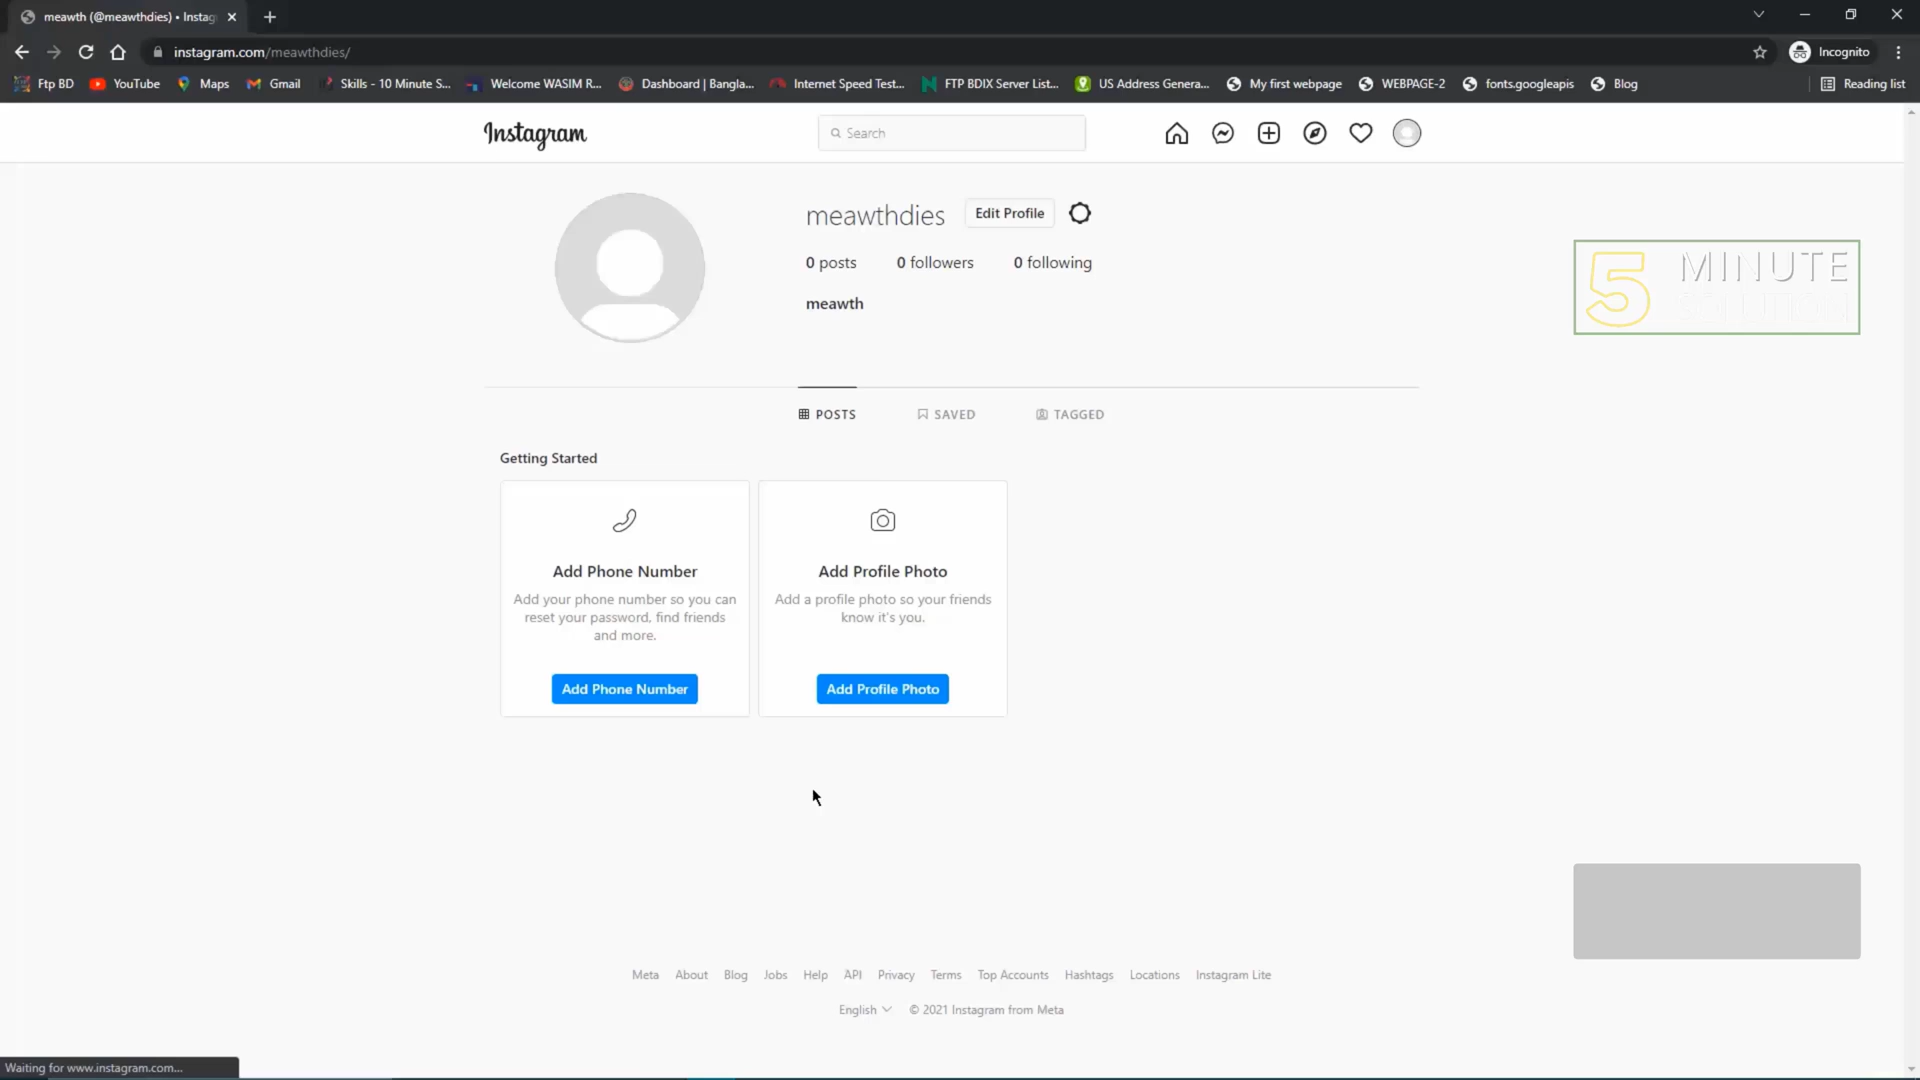 meawth (@meawthdies) • Instag
instagram.com/meawthdies/
Incognito
Ftp BD
YouTube
Maps
Gmail
Skills - 10 Minute S...
Welcome WASIM R...
Dashboard | Bangla...
Internet Speed Test...
FTP BDIX Server List...
US Address Genera...
My first webpage
WEBPAGE-2
fonts.googleapis
Blog
Reading list
Instagram
Search
meawthdies
Edit Profile
0 posts
0 followers
0 following
meawth
5 MINUTE
SOLUTION
POSTS
SAVED
TAGGED
Getting Started
Add Phone Number
Add your phone number so you can
reset your password, find friends
and more.
Add Phone Number
Add Profile Photo
Add a profile photo so your friends
know it's you.
Add Profile Photo
Meta
About
Blog
Jobs
Help
API
Privacy
Terms
Top Accounts
Hashtags
Locations
Instagram Lite
English
© 2021 Instagram from Meta
Waiting for www.instagram.com...